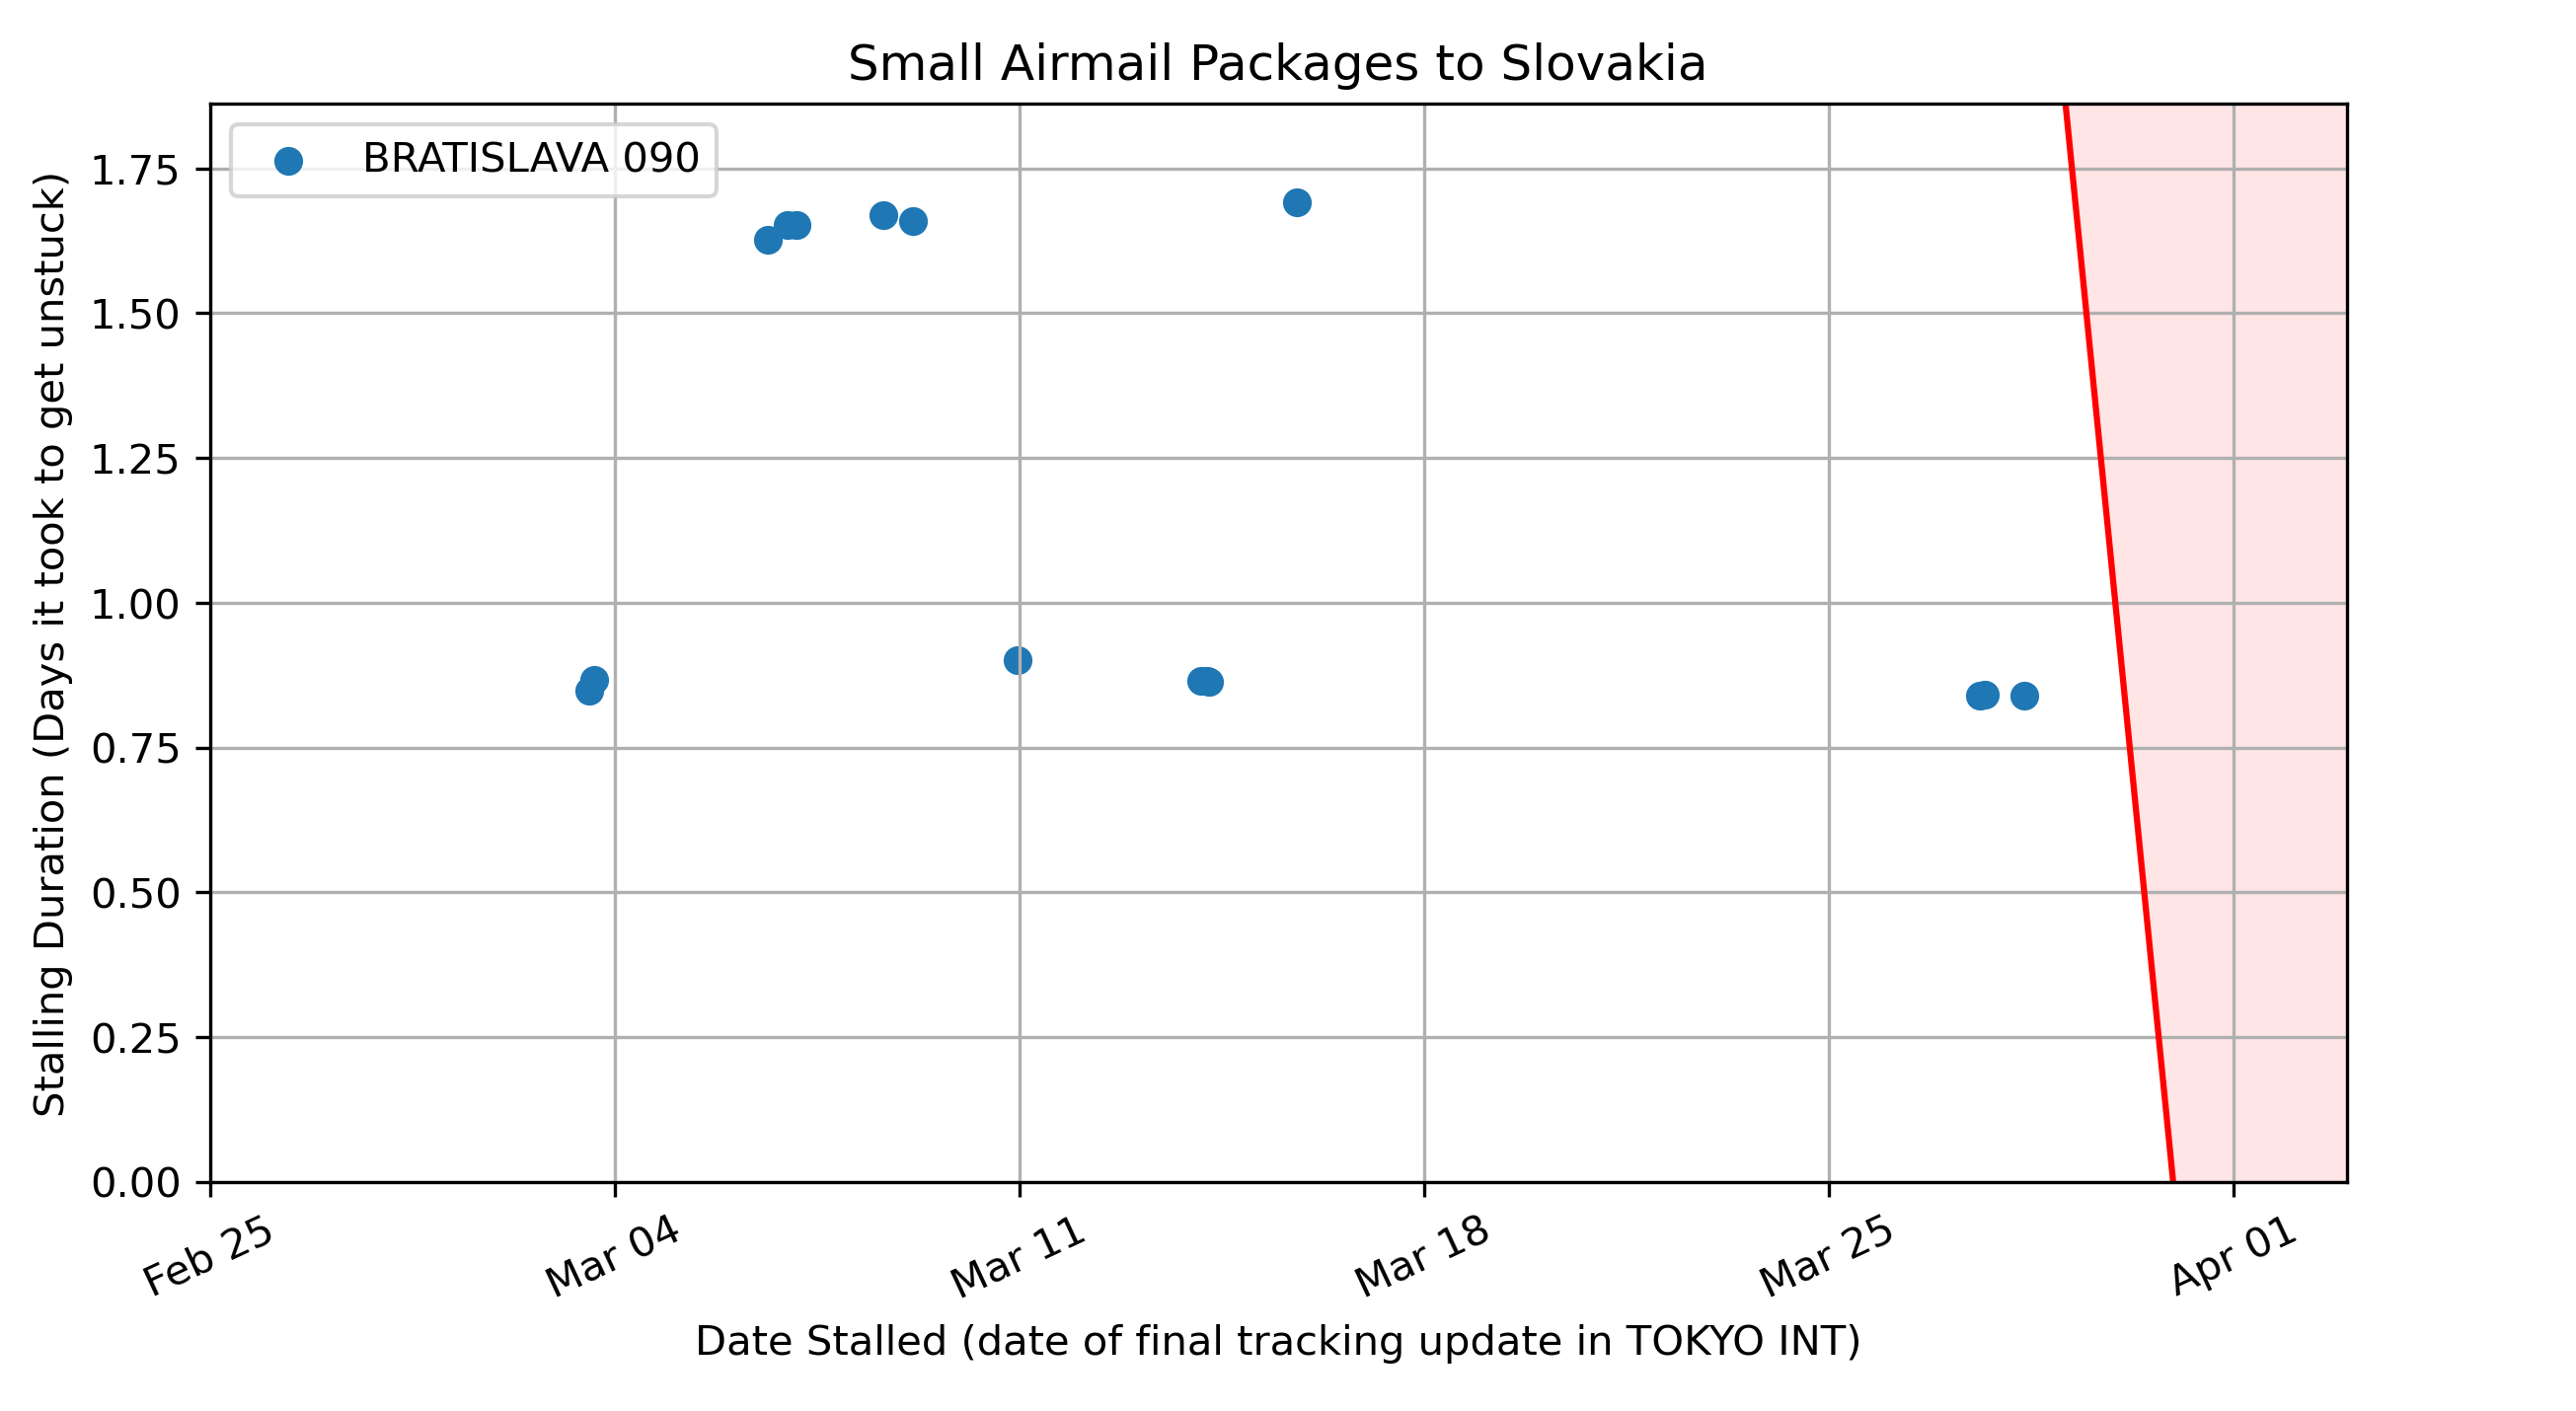 Small Airmail Packages to Slovakia
BRATISLAVA 090
Stalling Duration (Days it took to get unstuck)
1.75
1.50
1.25
1.00
0.75
0.50
0.25
0.00
Feb 25
Mar 04
Mar 11
Mar 18
Mar 25
Apr 01
Date Stalled (date of final tracking update in TOKYO INT)